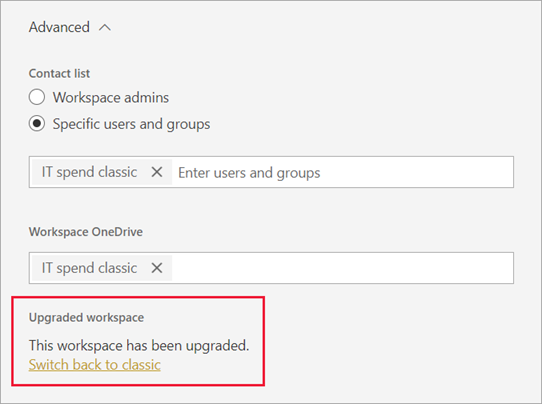 Advanced
Contact list
Workspace admins
Specific users and groups
IT spend classic Enter users and groups
Workspace OneDrive
IT spend classic
Upgraded workspace
This workspace has been upgraded.
Switch back to classic